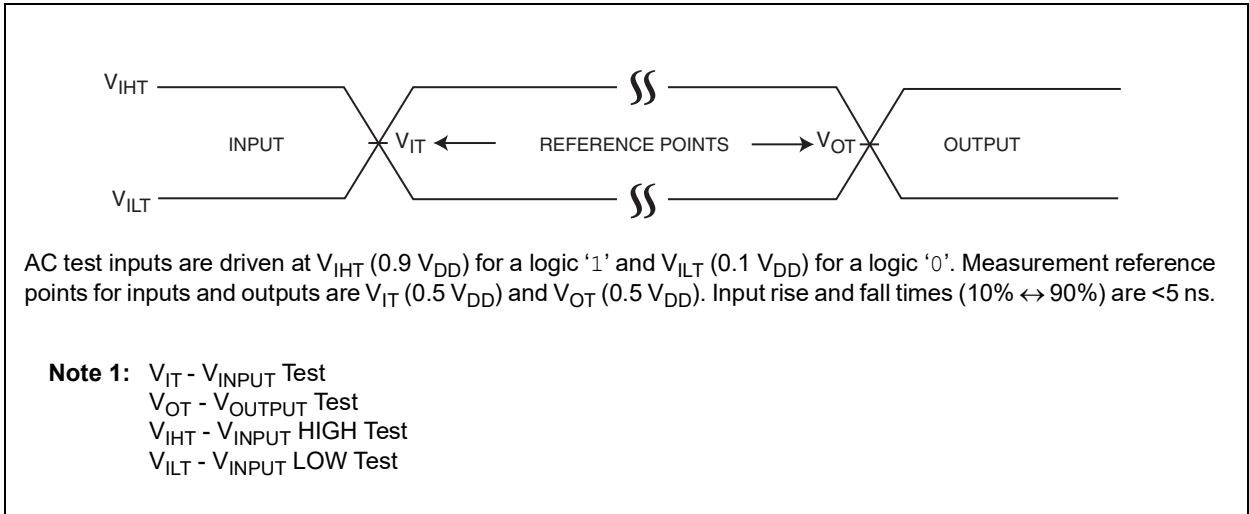 VIHT
INPUT VIT REFERENCE POINTS VOT OUTPUT
VILT
AC test inputs are driven at VIHT (0.9 VDD) for a logic ‘1’ and VILT (0.1 VDD) for a logic ‘0’. Measurement reference
points for inputs and outputs are VIT (0.5 VDD) and VOT (0.5 VDD). Input rise and fall times (10% ↔ 90%) are <5 ns.
Note 1: VIT - VINPUT Test
VOT - VOUTPUT Test
VIHT - VINPUT HIGH Test
VILT - VINPUT LOW Test